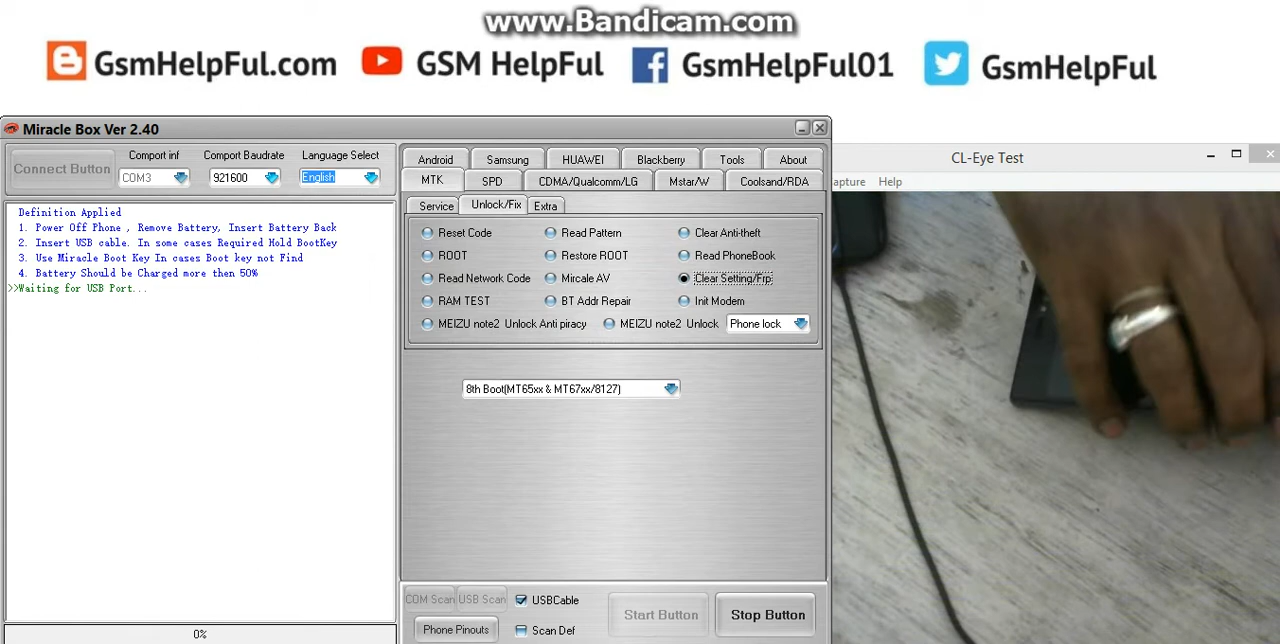 www.Bandicam.com
GsmHelpFul.com GSM HelpFul GsmHelpFul01 GsmHelpFul
Miracle Box Ver 2.40
CL-Eye Test
Connect Button
Comport inf
COM3
Comport Baudrate
921600
Language Select
English
Android Samsung HUAWEI Blackberry Tools About
MTK SPD CDMA/Qualcomm/LG Mstar/W Coolsand/RDA
apture Help
Service Unlock/Fix Extra
Definition Applied
1. Power Off Phone , Remove Battery, Insert Battery Back
2. Insert USB cable. In some cases Required Hold BootKey
3. Use Miracle Boot Key In cases Boot key not Find
4. Battery Should be Charged more then 50%
>>Waiting for USB Port...
Reset Code Read Pattern Clear Anti-theft
ROOT Restore ROOT Read PhoneBook
Read Network Code Mircale AV Clear Setting/Frp
RAM TEST BT Addr Repair Init Modem
MEIZU note2 Unlock Anti piracy MEIZU note2 Unlock Phone lock
8th Boot(MT65xx & MT67xx/8127)
COM Scan USB Scan USBCable Start Button Stop Button
Phone Pinouts Scan Def
0%